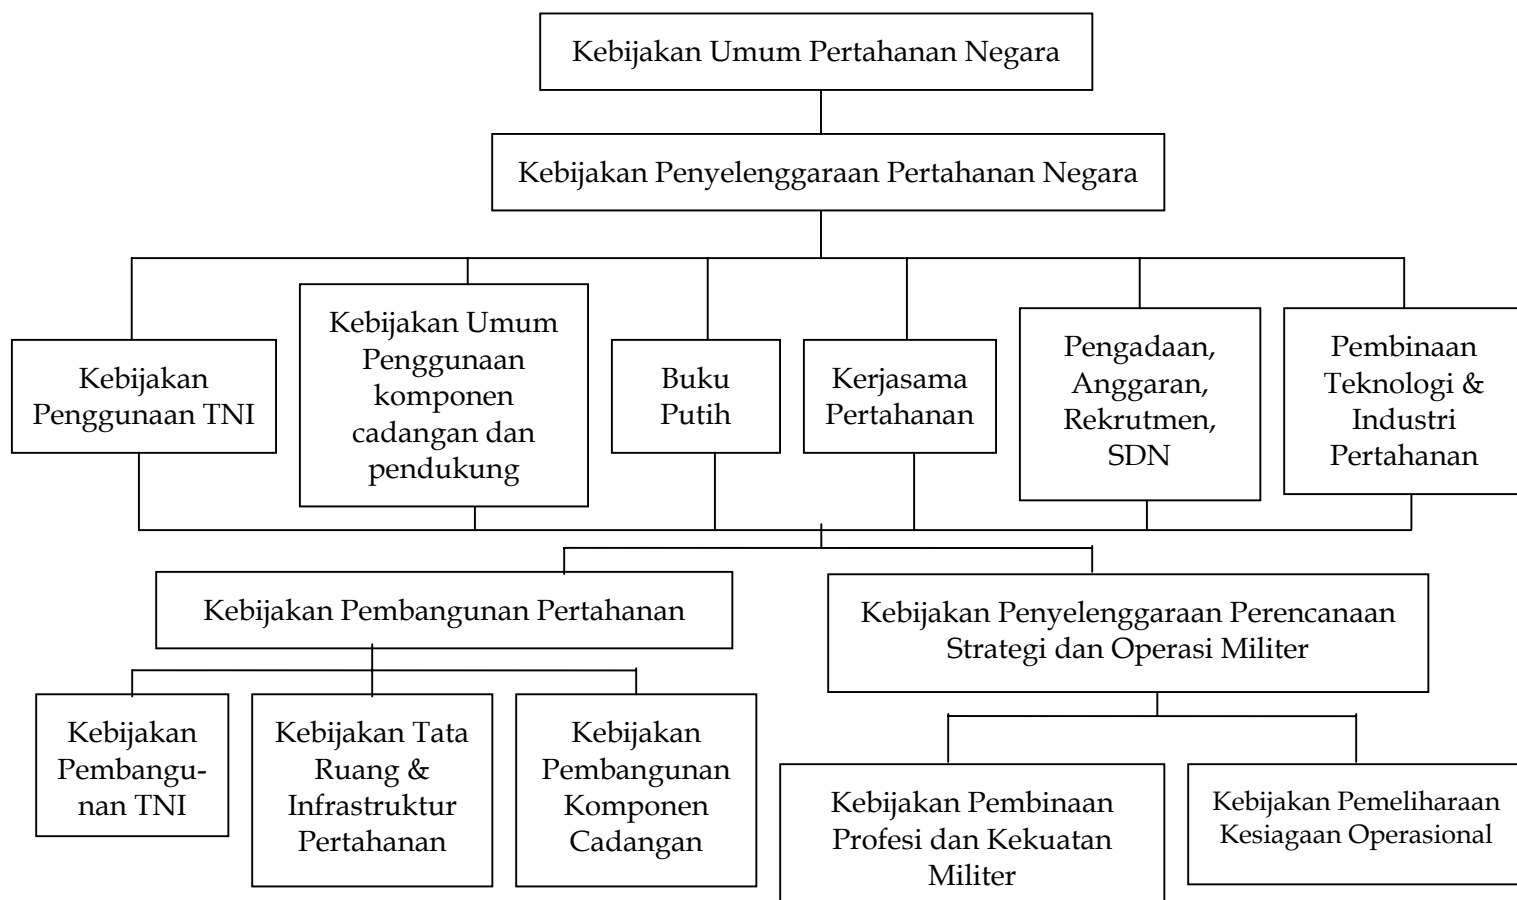 Kebijakan Umum Pertahanan Negara
Kebijakan Penyelenggaraan Pertahanan Negara
Kebijakan
Penggunaan TNI
Kebijakan Umum
Penggunaan
komponen
cadangan dan
pendukung
Buku
Putih
Kerjasama
Pertahanan
Pengadaan,
Anggaran,
Rekrutmen,
SDN
Pembinaan
Teknologi &
Industri
Pertahanan
Kebijakan Pembangunan Pertahanan
Kebijakan Penyelenggaraan Perencanaan
Strategi dan Operasi Militer
Kebijakan
Pembangu-
nan TNI
Kebijakan Tata
Ruang &
Infrastruktur
Pertahanan
Kebijakan
Pembangunan
Komponen
Cadangan
Kebijakan Pembinaan
Profesi dan Kekuatan
Militer
Kebijakan Pemeliharaan
Kesiagaan Operasional